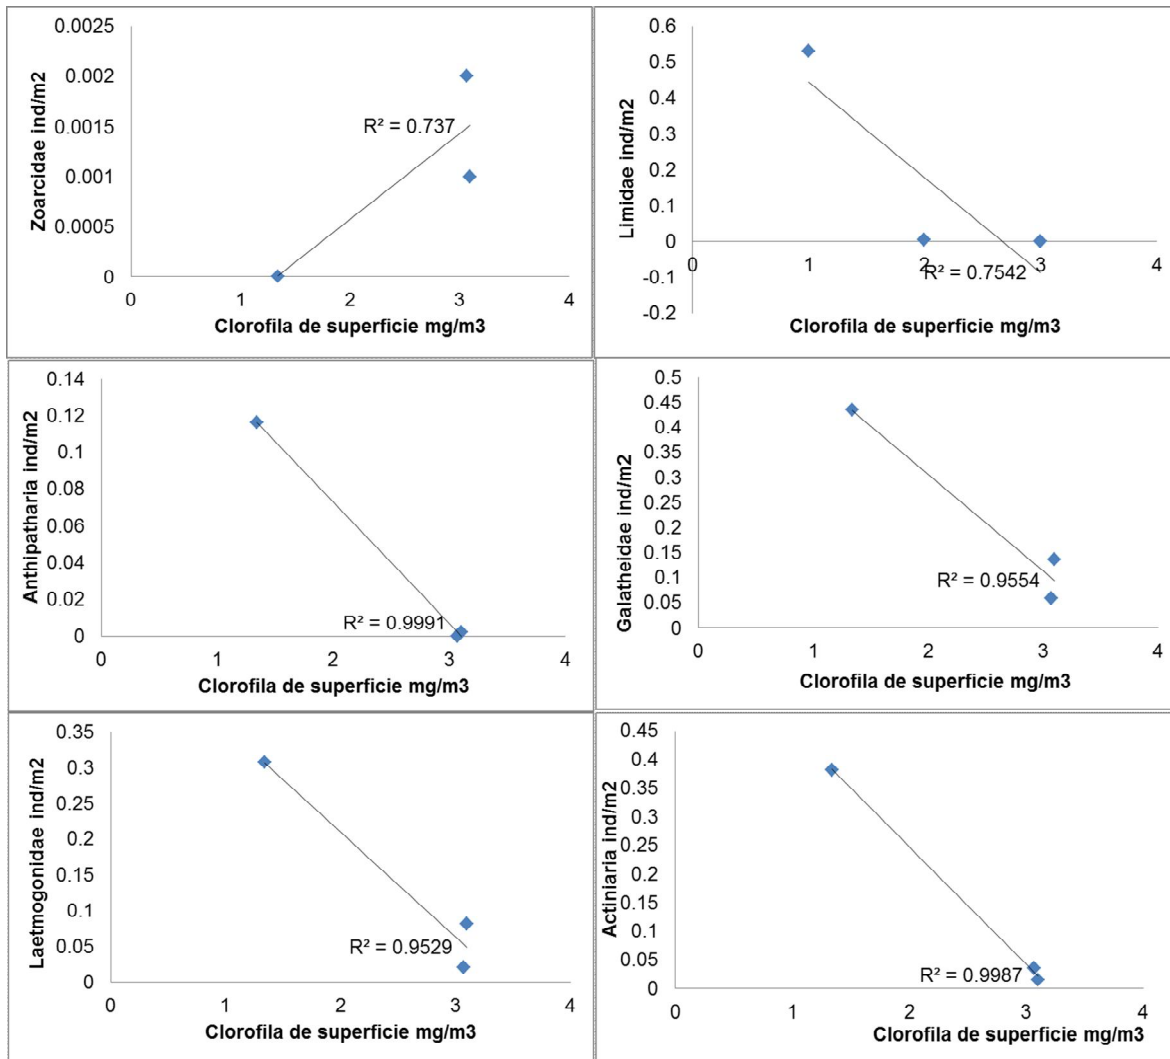 Zoarcidae ind/m2
0.0025
0.002
0.0015
0.001
0.0005
0
R² = 0.737
0 1 2 3 4
Clorofila de superficie mg/m3
Limidae ind/m2
0.6
0.5
0.4
0.3
0.2
0.1
0
-0.1
-0.2
0 1 2 3 4
R² = 0.7542
Clorofila de superficie mg/m3
Anthipatharia ind/m2
0.14
0.12
0.1
0.08
0.06
0.04
0.02
0
R² = 0.9991
0 1 2 3 4
Clorofila de superficie mg/m3
Galatheidae ind/m2
0.5
0.45
0.4
0.35
0.3
0.25
0.2
0.15
0.1
0.05
0
R² = 0.9554
0 1 2 3 4
Clorofila de superficie mg/m3
Laetmogonidae ind/m2
0.35
0.3
0.25
0.2
0.15
0.1
0.05
0
R² = 0.9529
0 1 2 3 4
Clorofila de superficie mg/m3
Actiniaria ind/m2
0.45
0.4
0.35
0.3
0.25
0.2
0.15
0.1
0.05
0
R² = 0.9987
0 1 2 3 4
Clorofila de superficie mg/m3